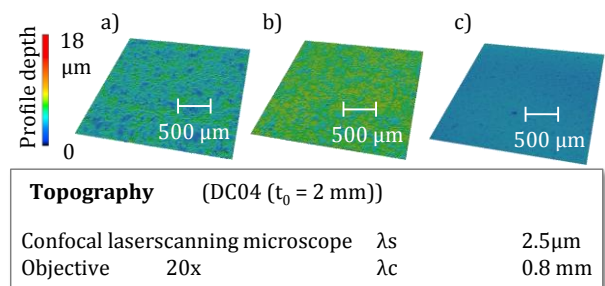 a)
b)
c)
Profile depth
18
μm
0
500 μm
500 μm
500 μm
Topography (DC04 (t₀ = 2 mm))
Confocal laserscanning microscope λs 2.5μm
Objective 20x λc 0.8 mm